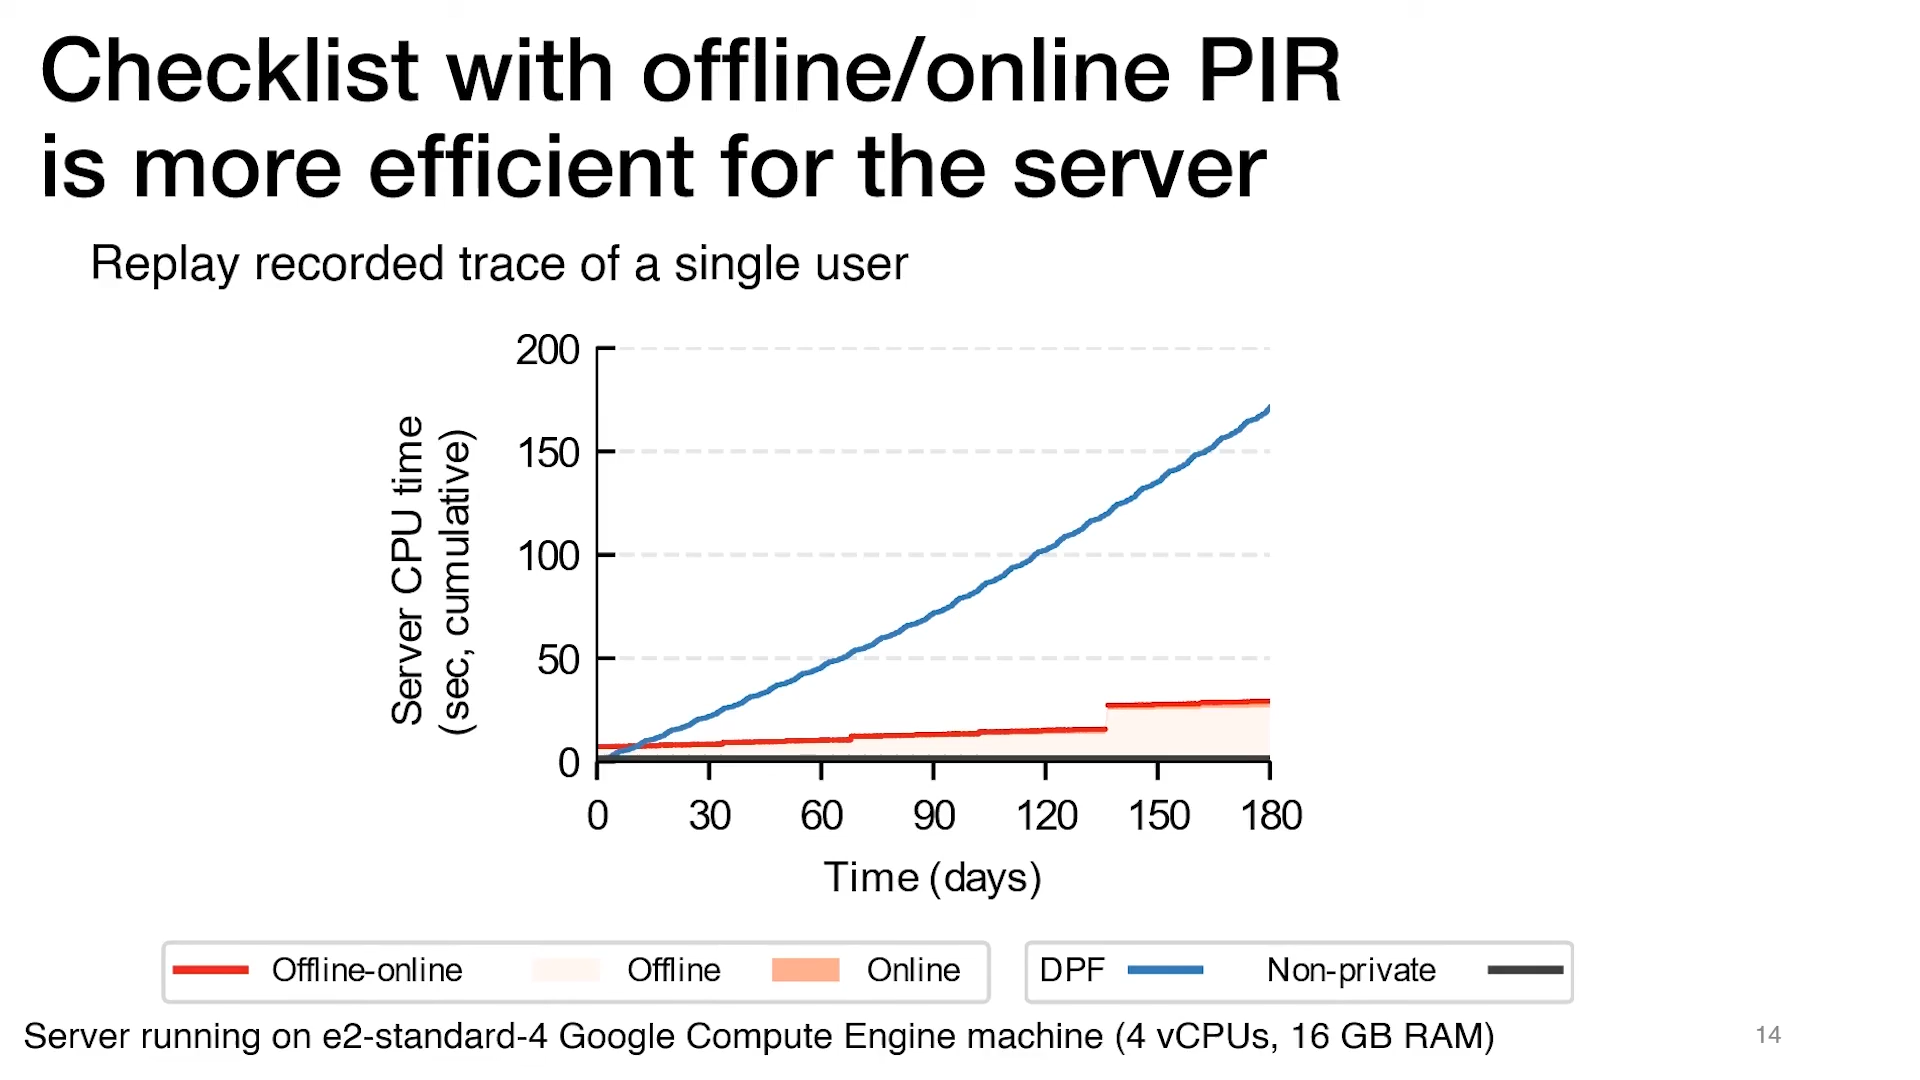 Checklist with offline/online PIR
is more efficient for the server
Replay recorded trace of a single user
200
150
100
50
0
Server CPU time
(sec, cumulative)
0 30 60 90 120 150 180
Time (days)
Offline-online Offline Online DPF Non-private
Server running on e2-standard-4 Google Compute Engine machine (4 vCPUs, 16 GB RAM)
14